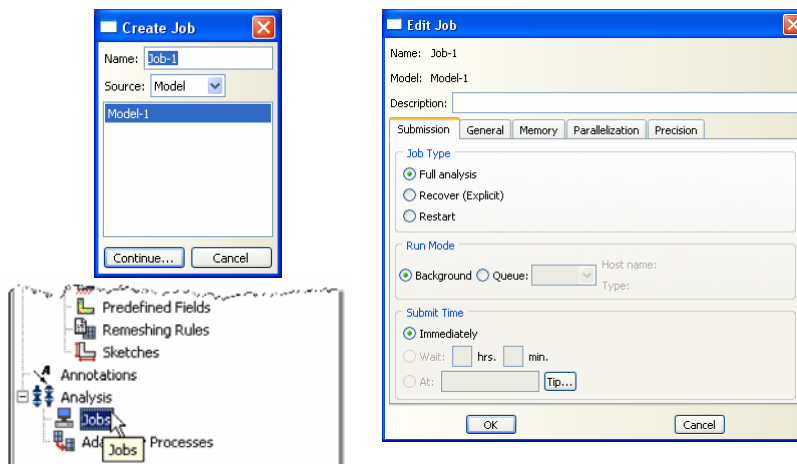 Create Job
Name: Job-1
Source: Model
Model-1
Continue... Cancel
Predefined Fields
Remeshing Rules
Sketches
Annotations
Analysis
Jobs
Processes
Jobs
Edit Job
Name: Job-1
Model: Model-1
Description:
Submission General Memory Parallelization Precision
Job Type
Full analysis
Recover (Explicit)
Restart
Run Mode
Background Queue: Host name:
Type:
Submit Time
Immediately
Wait: hrs. min.
At: Tip...
OK Cancel